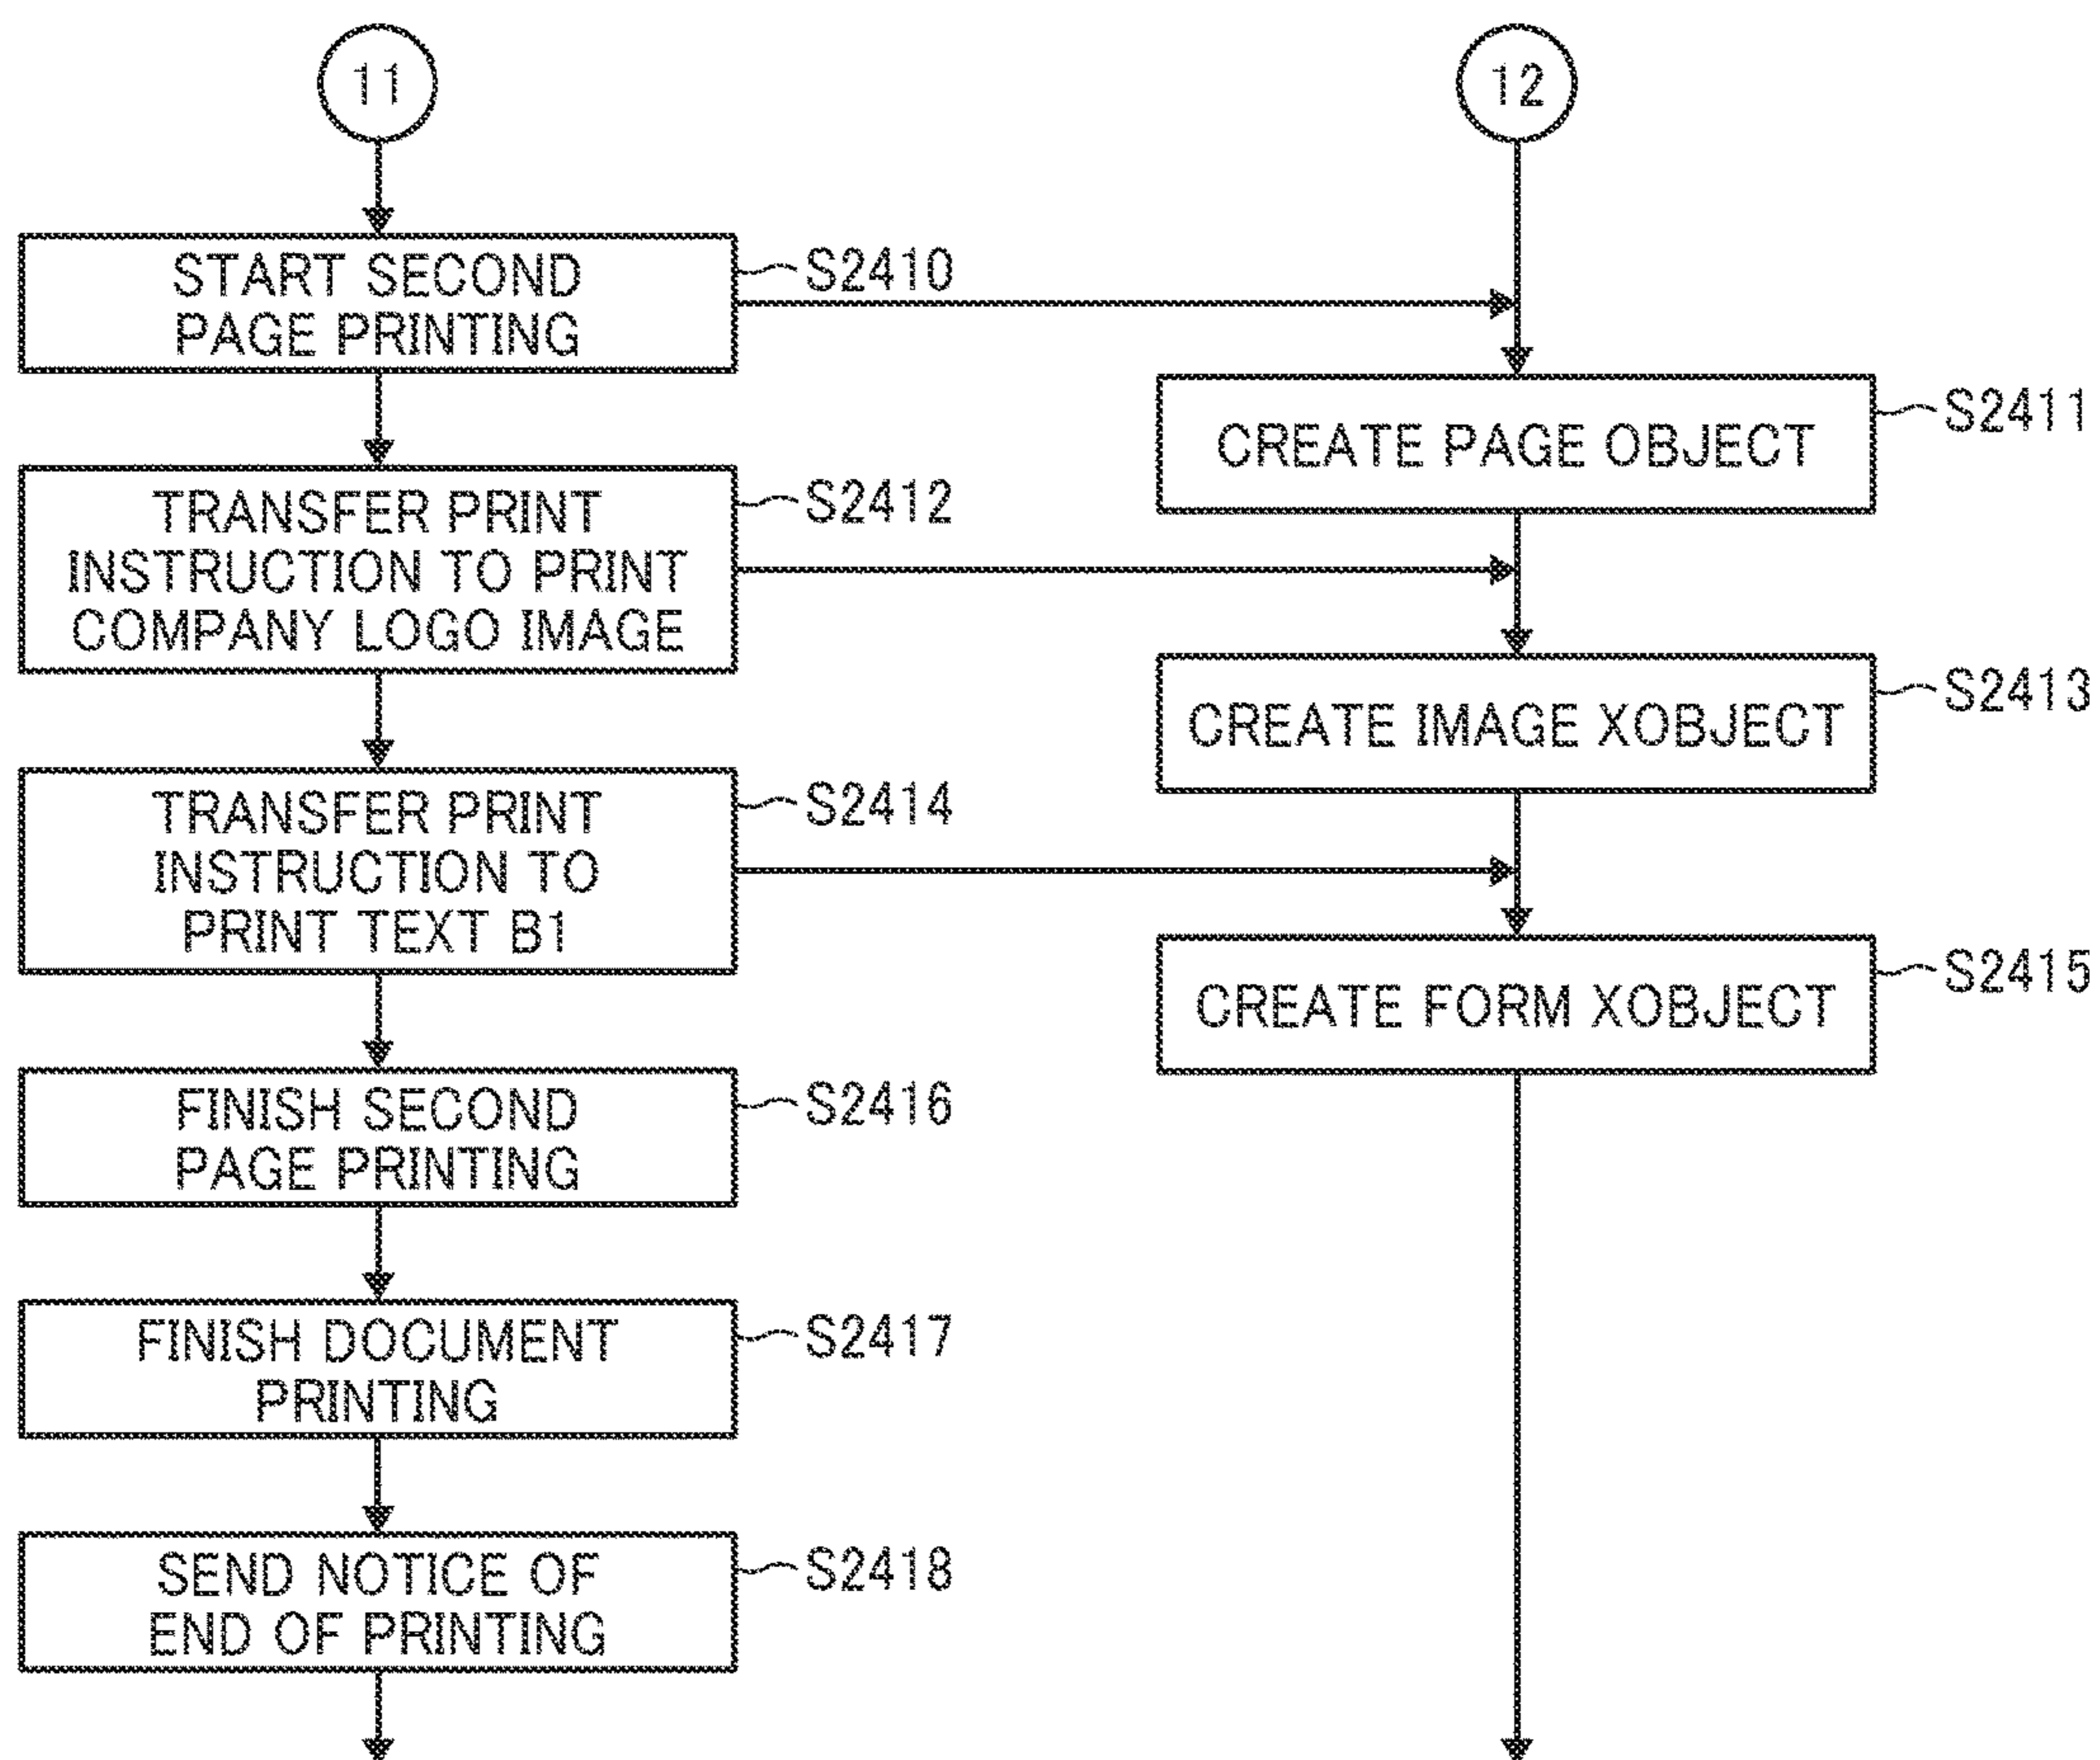 11
12
START SECOND
PAGE PRINTING
S2410
CREATE PAGE OBJECT
S2411
TRANSFER PRINT
INSTRUCTION TO PRINT
COMPANY LOGO IMAGE
S2412
CREATE IMAGE XOBJECT
S2413
TRANSFER PRINT
INSTRUCTION TO
PRINT TEXT B1
S2414
CREATE FORM XOBJECT
S2415
FINISH SECOND
PAGE PRINTING
S2416
FINISH DOCUMENT
PRINTING
S2417
SEND NOTICE OF
END OF PRINTING
S2418